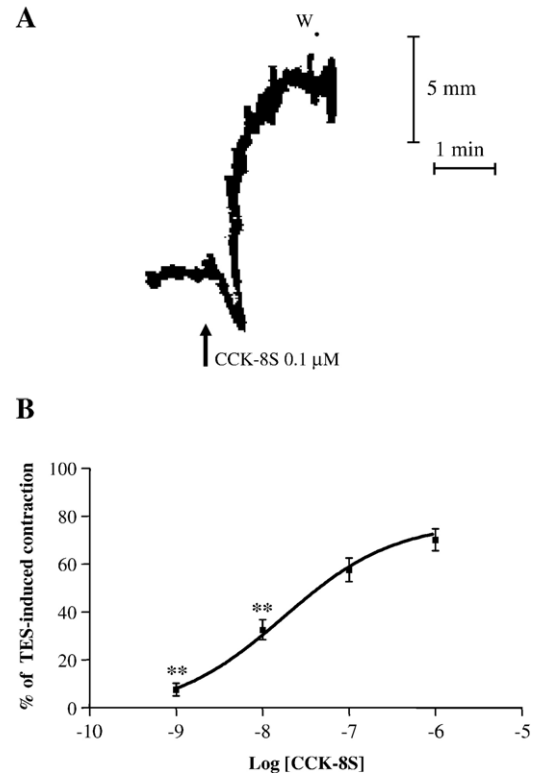 A
W
5 mm
1 min
CCK-8S 0.1 μM
B
% of TES-induced contraction
100
80
60
40
20
0
**
**
-10 -9 -8 -7 -6 -5
Log [CCK-8S]